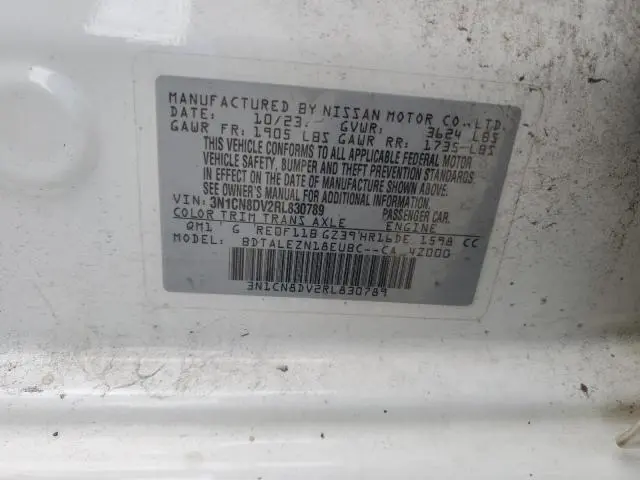 MANUFACTURED BY NISSAN MOTOR CO., LTD.
DATE: 10/23 GVWR: 3624 LBS
GAWR FR: 1905 LBS GAWR RR: 1735 LBS
THIS VEHICLE CONFORMS TO ALL APPLICABLE FEDERAL MOTOR
VEHICLE SAFETY, BUMPER AND THEFT PREVENTION STANDARDS
IN EFFECT ON THE DATE OF MANUFACTURE SHOWN ABOVE.
SEE OWNER'S MANUAL FOR ADDITIONAL INFORMATION
VIN: 3N1CN8DV2RL830789 PASSENGER CAR
COLOR TRIM TRANS AXLE ENGINE
QM1 G RE0F11B GZ39 HR16DE 1598 CC
MODEL: BDTALEZN18EUBC--CA 4Z000
3N1CN8DV2RL830789